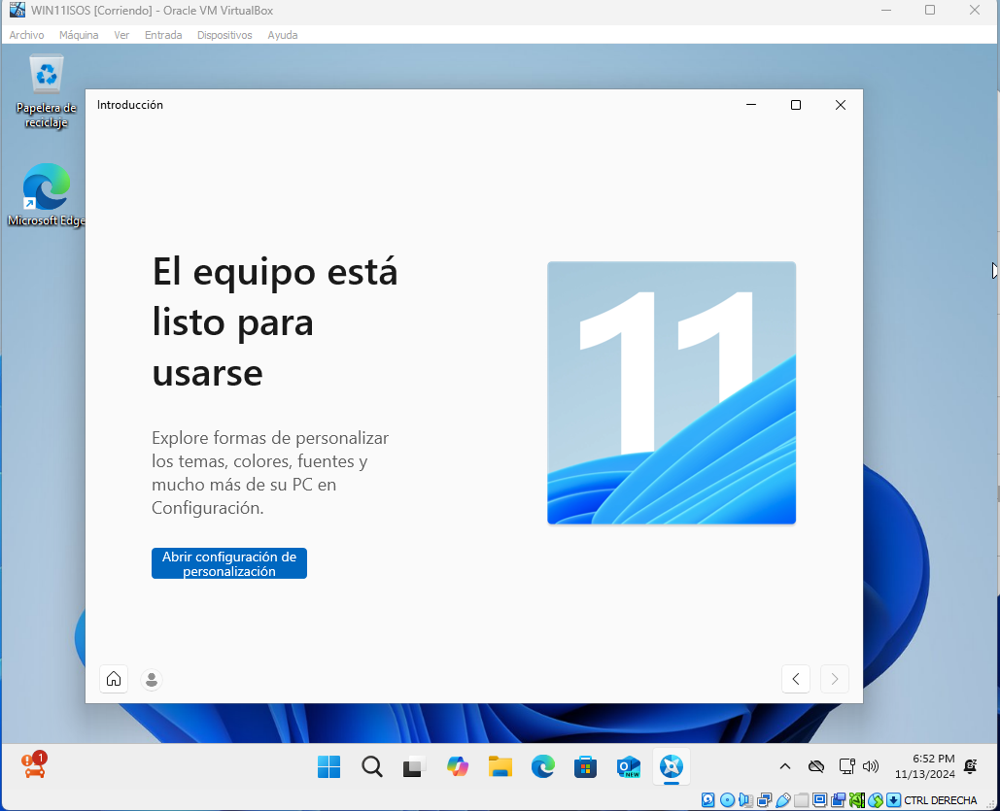 WIN11ISOS [Corriendo] - Oracle VM VirtualBox
Archivo Máquina Ver Entrada Dispositivos Ayuda
Papelera de
reciclaje
Microsoft Edge
Introducción
El equipo está
listo para
usarse
Explore formas de personalizar
los temas, colores, fuentes y
mucho más de su PC en
Configuración.
Abrir configuración de
personalización
11
1
NEW
6:52 PM
11/13/2024
CTRL DERECHA